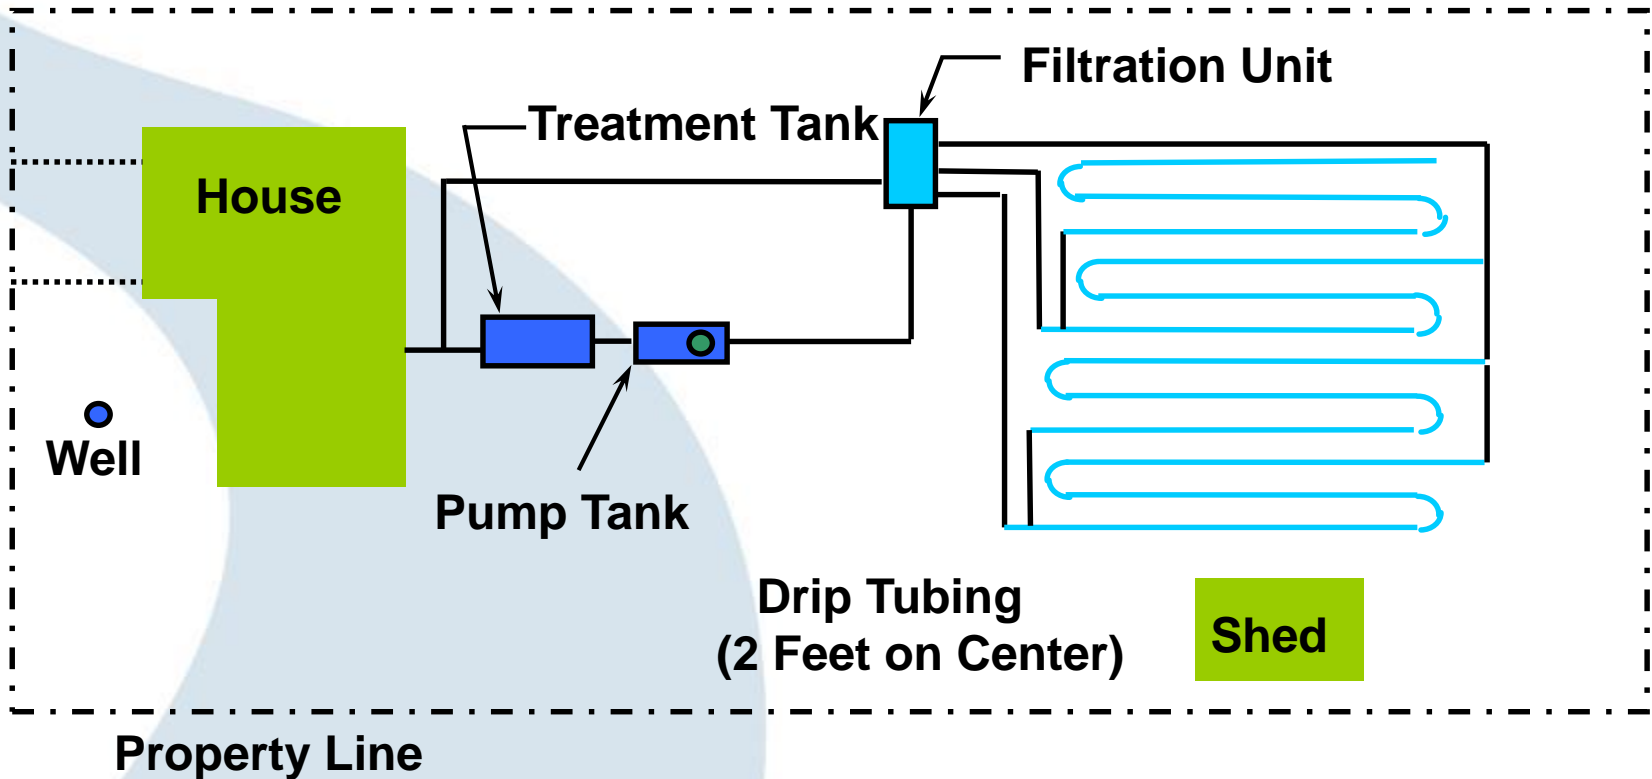 Filtration Unit
Treatment Tank
House
Well
Pump Tank
Drip Tubing
(2 Feet on Center)
Shed
Property Line